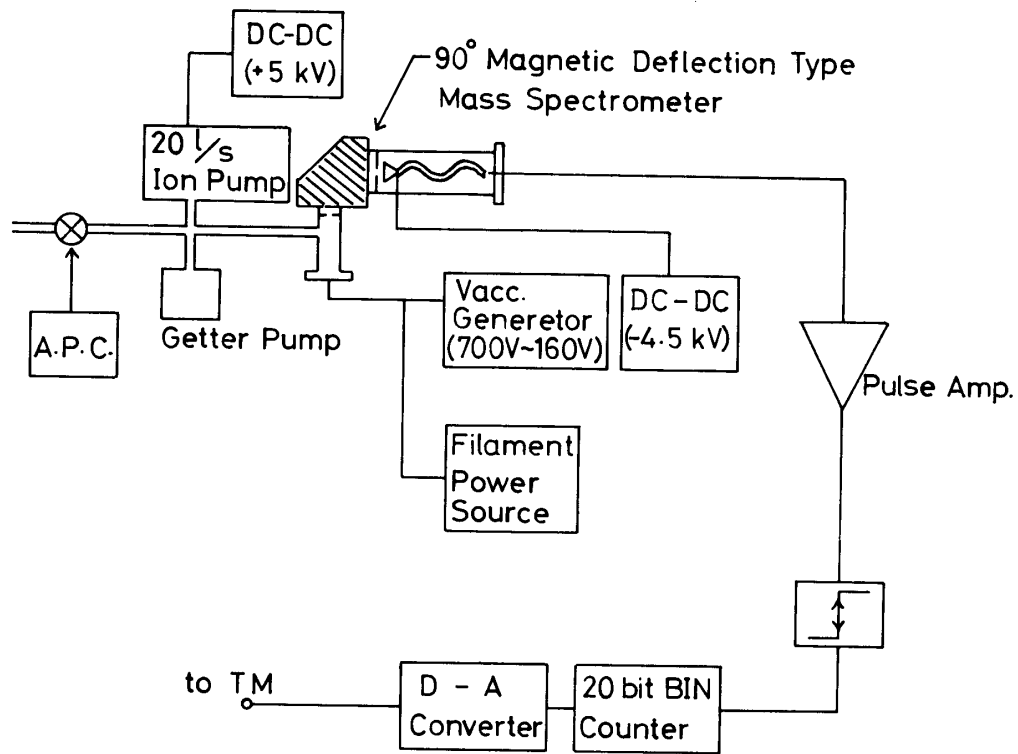 DC-DC
(+5 kV)
90° Magnetic Deflection Type
Mass Spectrometer
20 l/s
Ion Pump
A.P.C.
Getter Pump
Vacc.
Generetor
(700V~160V)
DC-DC
(-4.5 kV)
Pulse Amp.
Filament
Power
Source
to TM
D-A
Converter
20 bit BIN
Counter